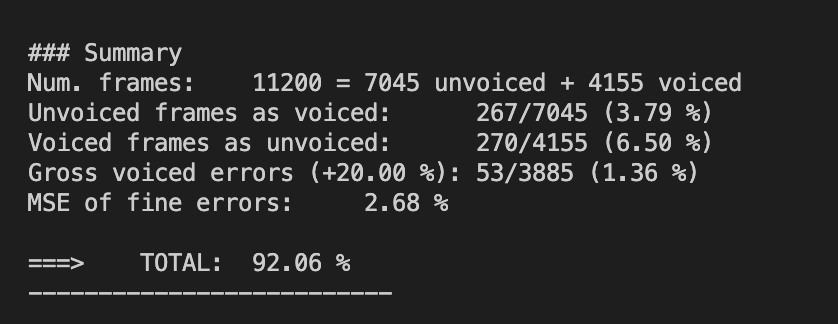 ### Summary
Num. frames:    11200 = 7045 unvoiced + 4155 voiced
Unvoiced frames as voiced:      267/7045 (3.79 %)
Voiced frames as unvoiced:      270/4155 (6.50 %)
Gross voiced errors (+20.00 %): 53/3885 (1.36 %)
MSE of fine errors:     2.68 %
===>    TOTAL:  92.06 %
--------------------------